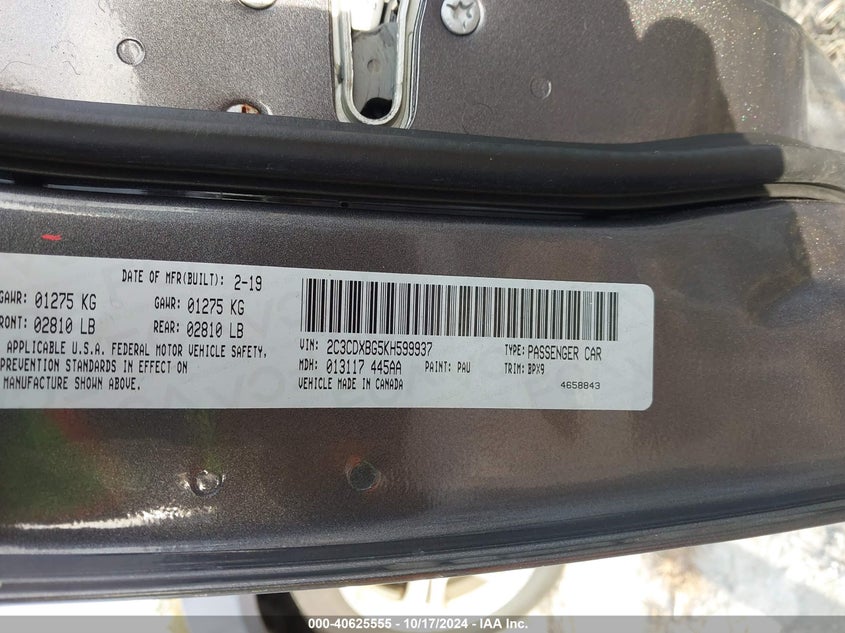 DATE OF MFR(BUILT): 2-19
GAWR: 01275 KG GAWR: 01275 KG
FRONT: 02810 LB REAR: 02810 LB
APPLICABLE U.S.A. FEDERAL MOTOR VEHICLE SAFETY,
PREVENTION STANDARDS IN EFFECT ON
MANUFACTURE SHOWN ABOVE.
VIN: 2C3CDXBG5KH599937 TYPE: PASSENGER CAR
MDH: 013117 445AA PAINT: PAU TRIM: BPX9
VEHICLE MADE IN CANADA 4658843
000-40625555 - 10/17/2024 - IAA Inc.